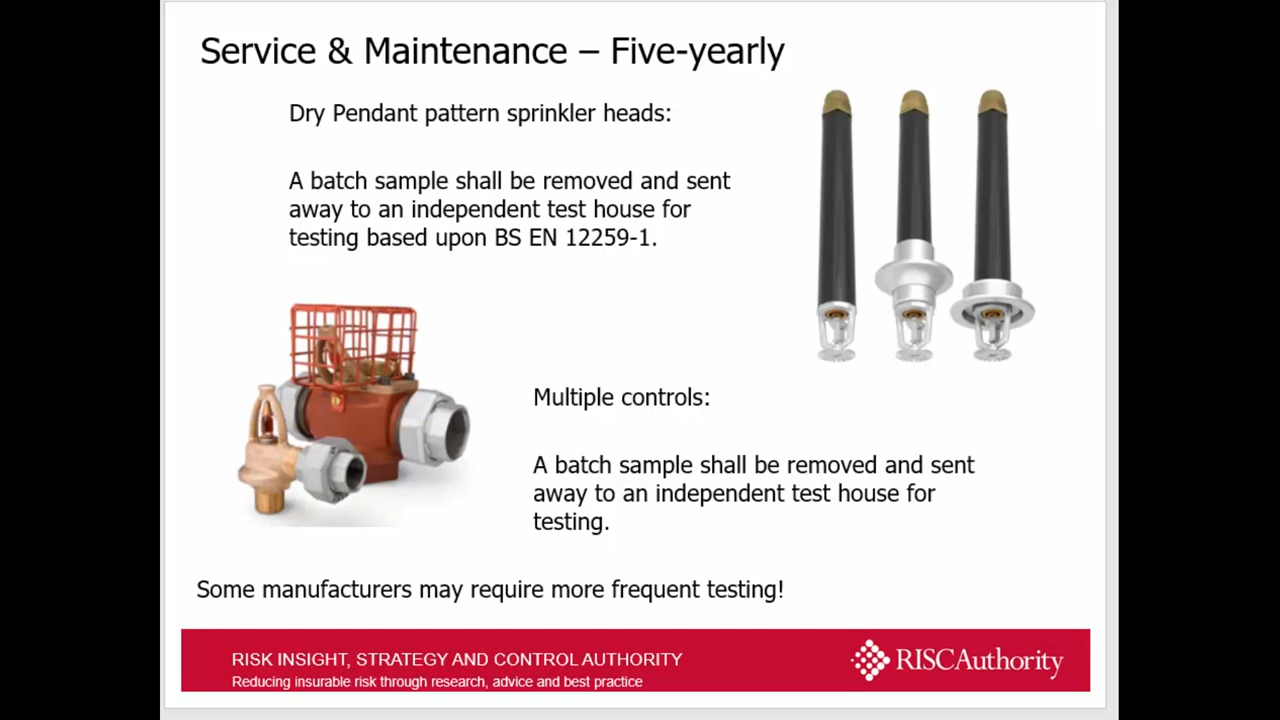 Service & Maintenance – Five-yearly
Dry Pendant pattern sprinkler heads:
A batch sample shall be removed and sent
away to an independent test house for
testing based upon BS EN 12259-1.
Multiple controls:
A batch sample shall be removed and sent
away to an independent test house for
testing.
Some manufacturers may require more frequent testing!
RISK INSIGHT, STRATEGY AND CONTROL AUTHORITY
Reducing insurable risk through research, advice and best practice
RISCAuthority